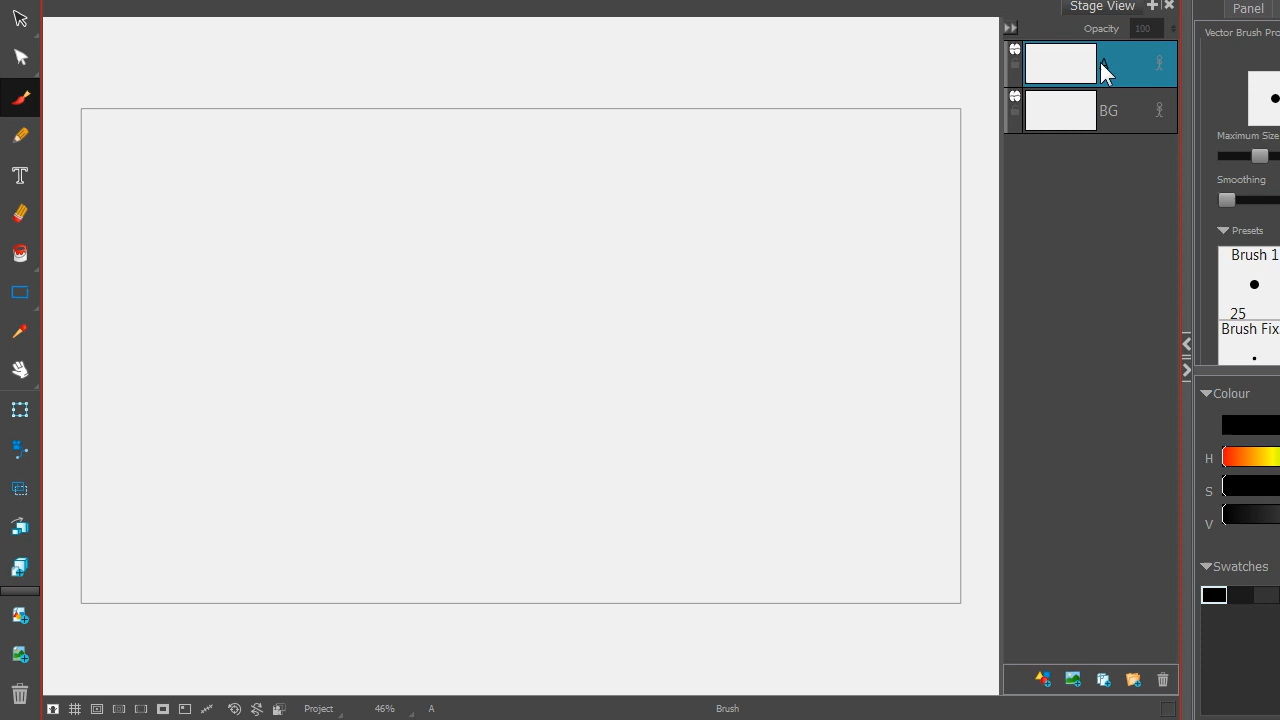 Stage View
Panel
Opacity 100
Vector Brush Pro
BG
Maximum Size
Smoothing
Presets
Brush 1
25
Brush Fix
Colour
H
S
V
Swatches
Project 46% A Brush